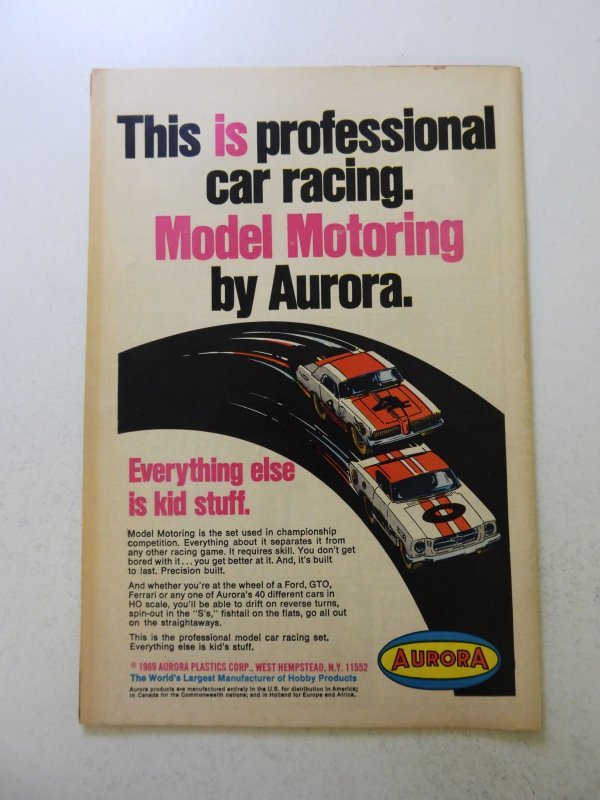 This is professional
car racing.
Model Motoring
by Aurora.
4
0
Everything else
is kid stuff.
Model Motoring is the set used in championship
competition. Everything about it separates it from
any other racing game. It requires skill. You don't get
bored with it...you get better at it. And, it's built
to last. Precision built.
And whether you're at the wheel of a Ford, GTO,
Ferrari or any one of Aurora's 40 different cars in
HO scale, you'll be able to drift on reverse turns,
spin-out in the "S's," fishtail on the flats, go all out
on the straightaways.
This is the professional model car racing set.
Everything else is kid's stuff.
AURORA
© 1969 AURORA PLASTICS CORP., WEST HEMPSTEAD, N.Y. 11552
The World's Largest Manufacturer of Hobby Products
Aurora products are manufactured entirely in the U.S. for distribution in America;
in Canada for the Commonwealth nations; and in Holland for Europe and Africa.